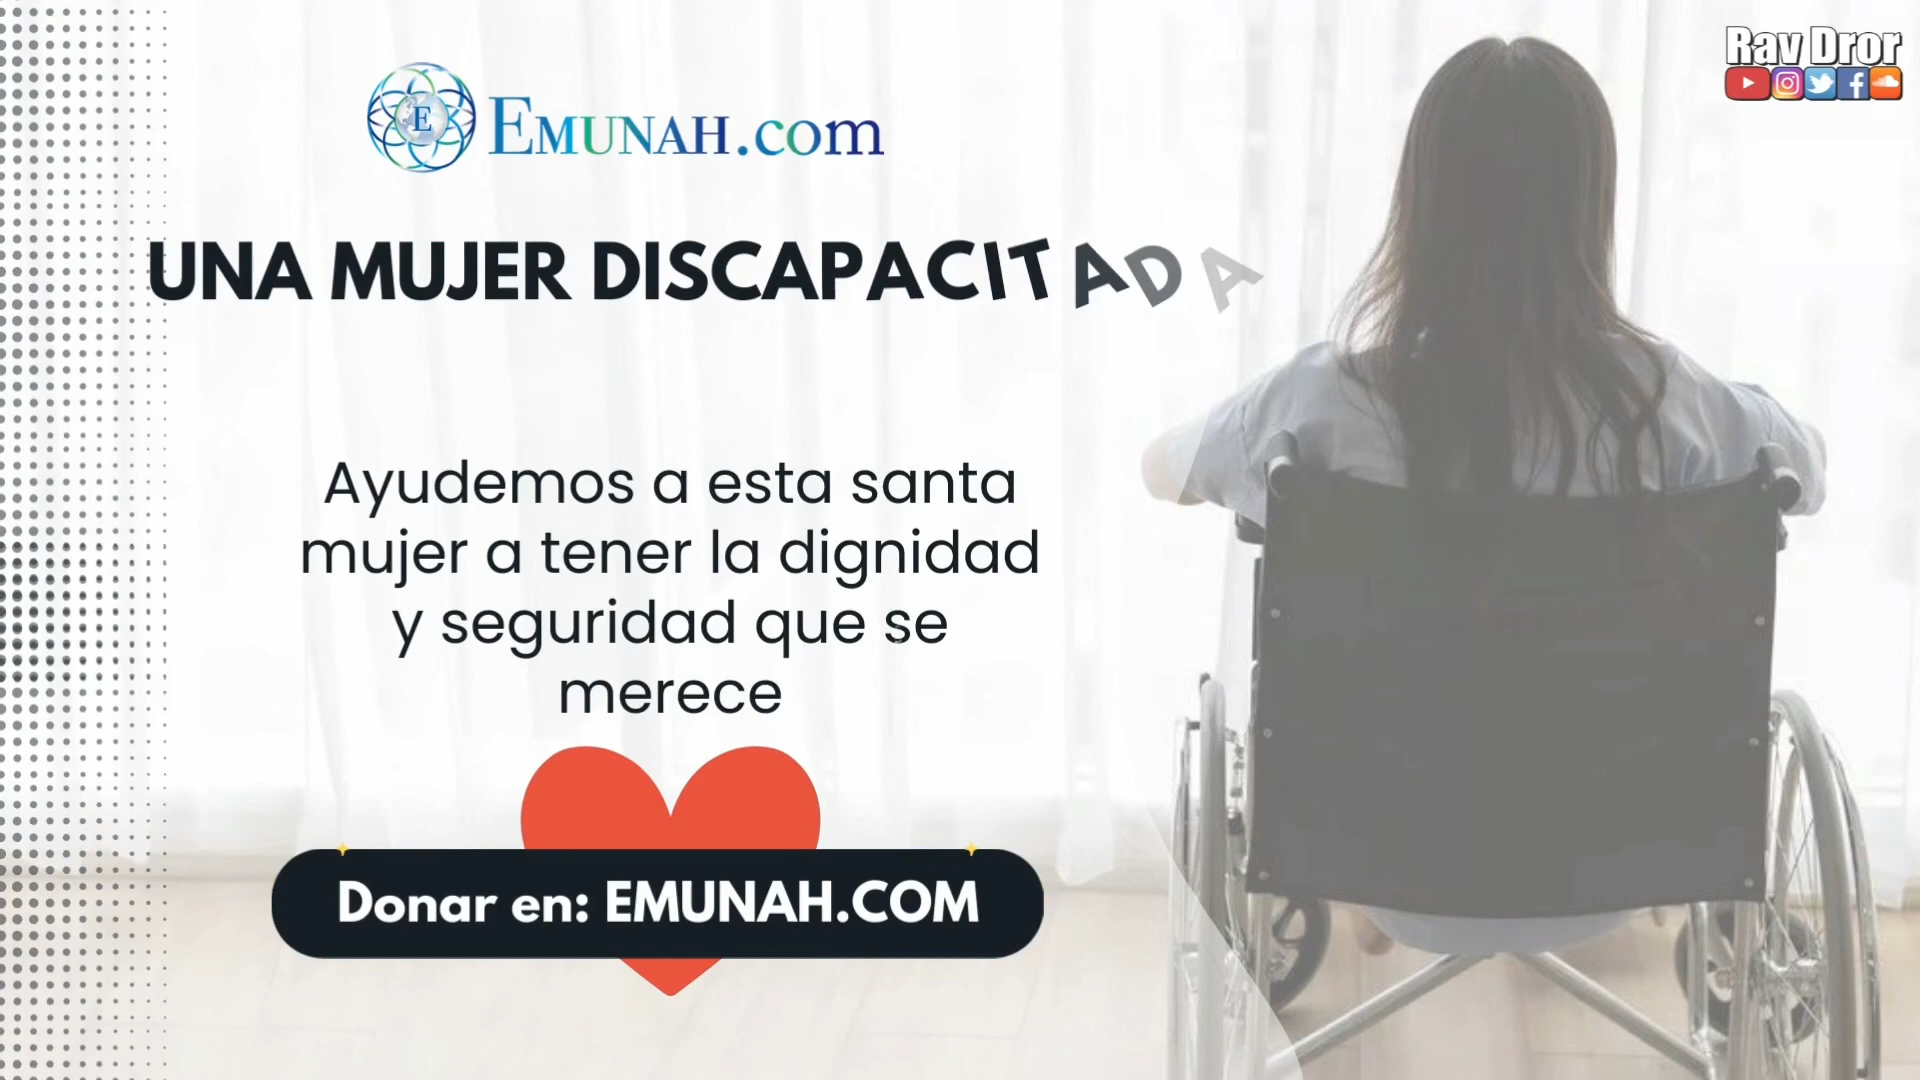 Rav Dror
E EMUNAH.com
UNA MUJER DISCAPACITADA
Ayudemos a esta santa
mujer a tener la dignidad
y seguridad que se
merece
Donar en: EMUNAH.COM